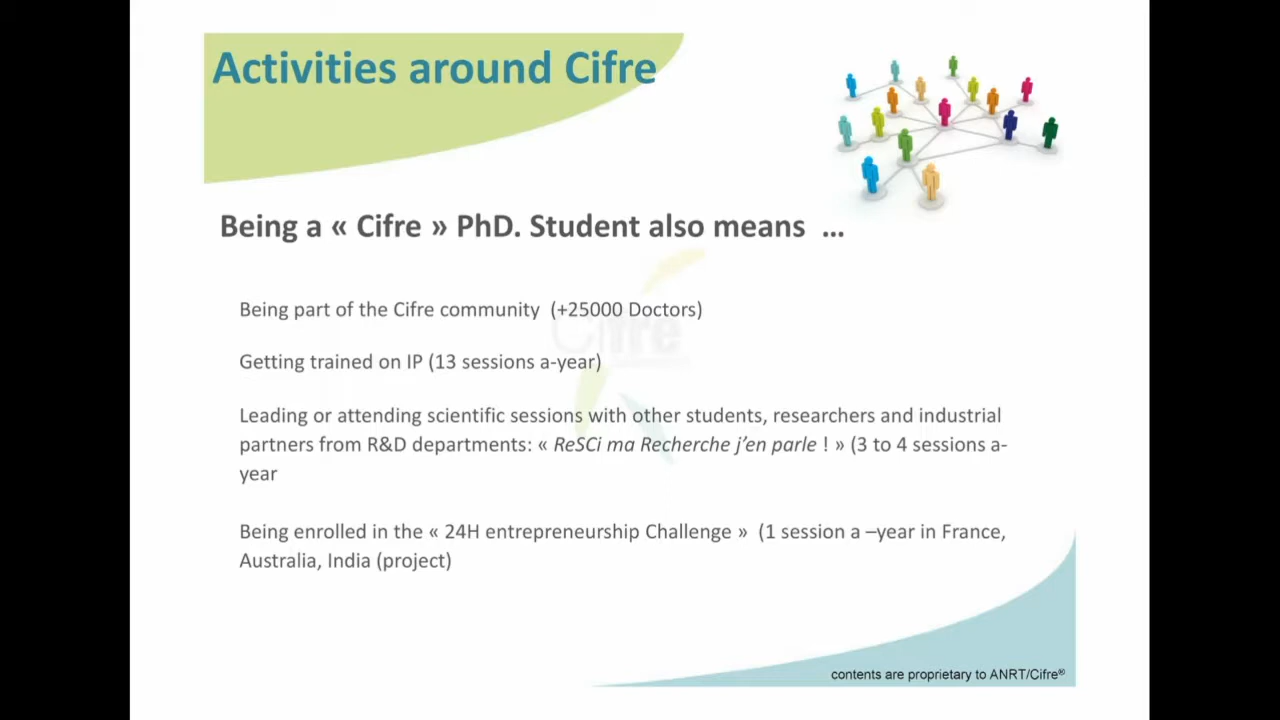 Activities around Cifre
Being a « Cifre » PhD. Student also means ...
Being part of the Cifre community (+25000 Doctors)
Cifre
Getting trained on IP (13 sessions a-year)
Leading or attending scientific sessions with other students, researchers and industrial
partners from R&D departments: « ReSCi ma Recherche j’en parle ! » (3 to 4 sessions a-
year
Being enrolled in the « 24H entrepreneurship Challenge » (1 session a –year in France,
Australia, India (project)
contents are proprietary to ANRT/Cifre®